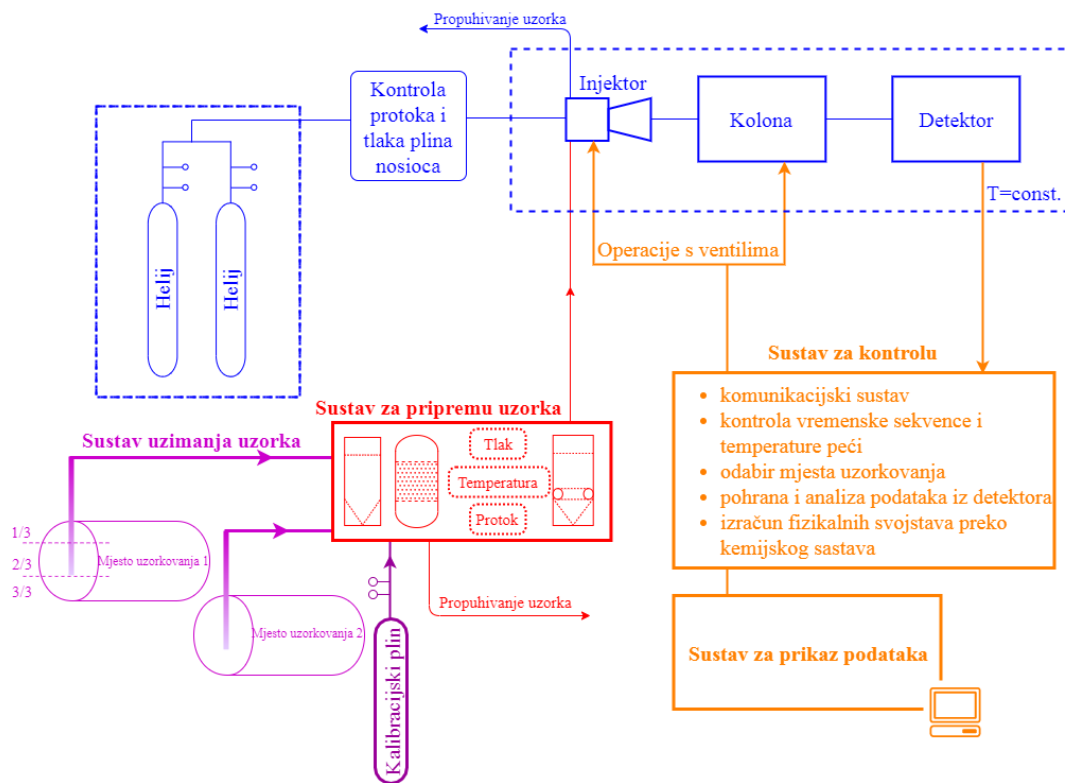 Propuhivanje uzorka
Injektor
Kontrola
protoka i
tlaka plina
nosioca
Kolona
Detektor
T=const.
Helij
Helij
Operacije s ventilima
Sustav za kontrolu
Sustav za pripremu uzorka
• komunikacijski sustav
• kontrola vremenske sekvence i
temperature peći
• odabir mjesta uzorkovanja
• pohrana i analiza podataka iz detektora
• izračun fizikalnih svojstava preko
kemijskog sastava
Sustav uzimanja uzorka
Tlak
Temperatura
Protok
1/3
2/3
3/3
Mjesto uzorkovanja 1
Mjesto uzorkovanja 2
Propuhivanje uzorka
Kalibracijski plin
Sustav za prikaz podataka